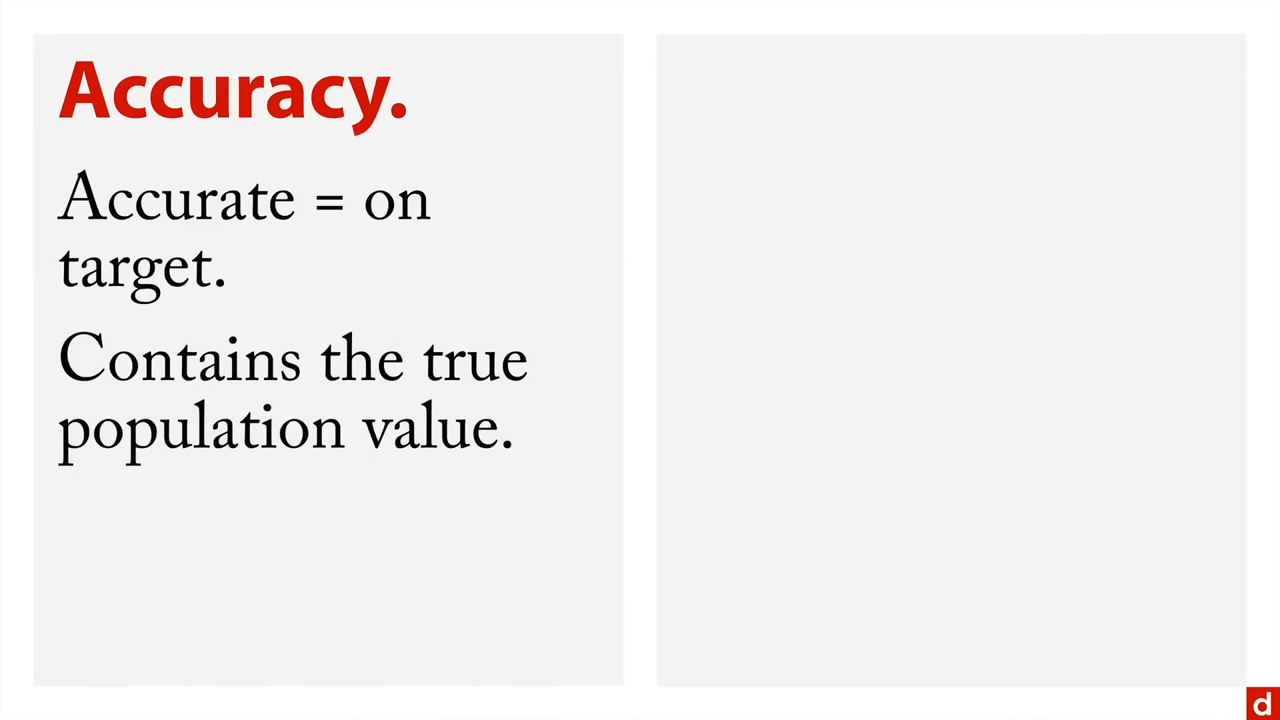 Accuracy.
Accurate = on
target.
Contains the true
population value.
d